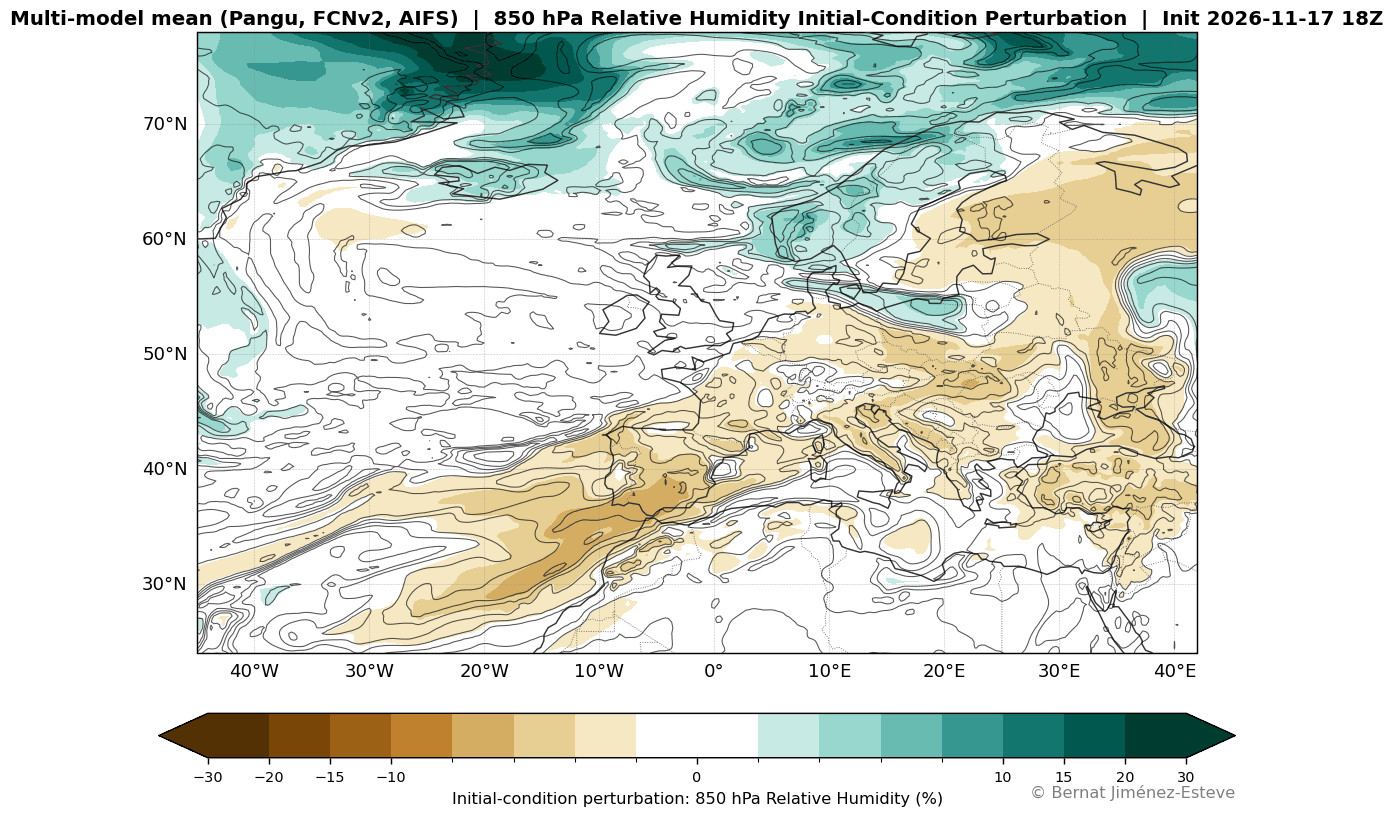 Multi-model mean (Pangu, FCNv2, AIFS) | 850 hPa Relative Humidity Initial-Condition Perturbation | Init 2026-11-17 18Z
70°N
60°N
50°N
40°N
30°N
40°W 30°W 20°W 10°W 0° 10°E 20°E 30°E 40°E
−30 −20 −15 −10 0 10 15 20 30
Initial-condition perturbation: 850 hPa Relative Humidity (%)
© Bernat Jiménez-Esteve